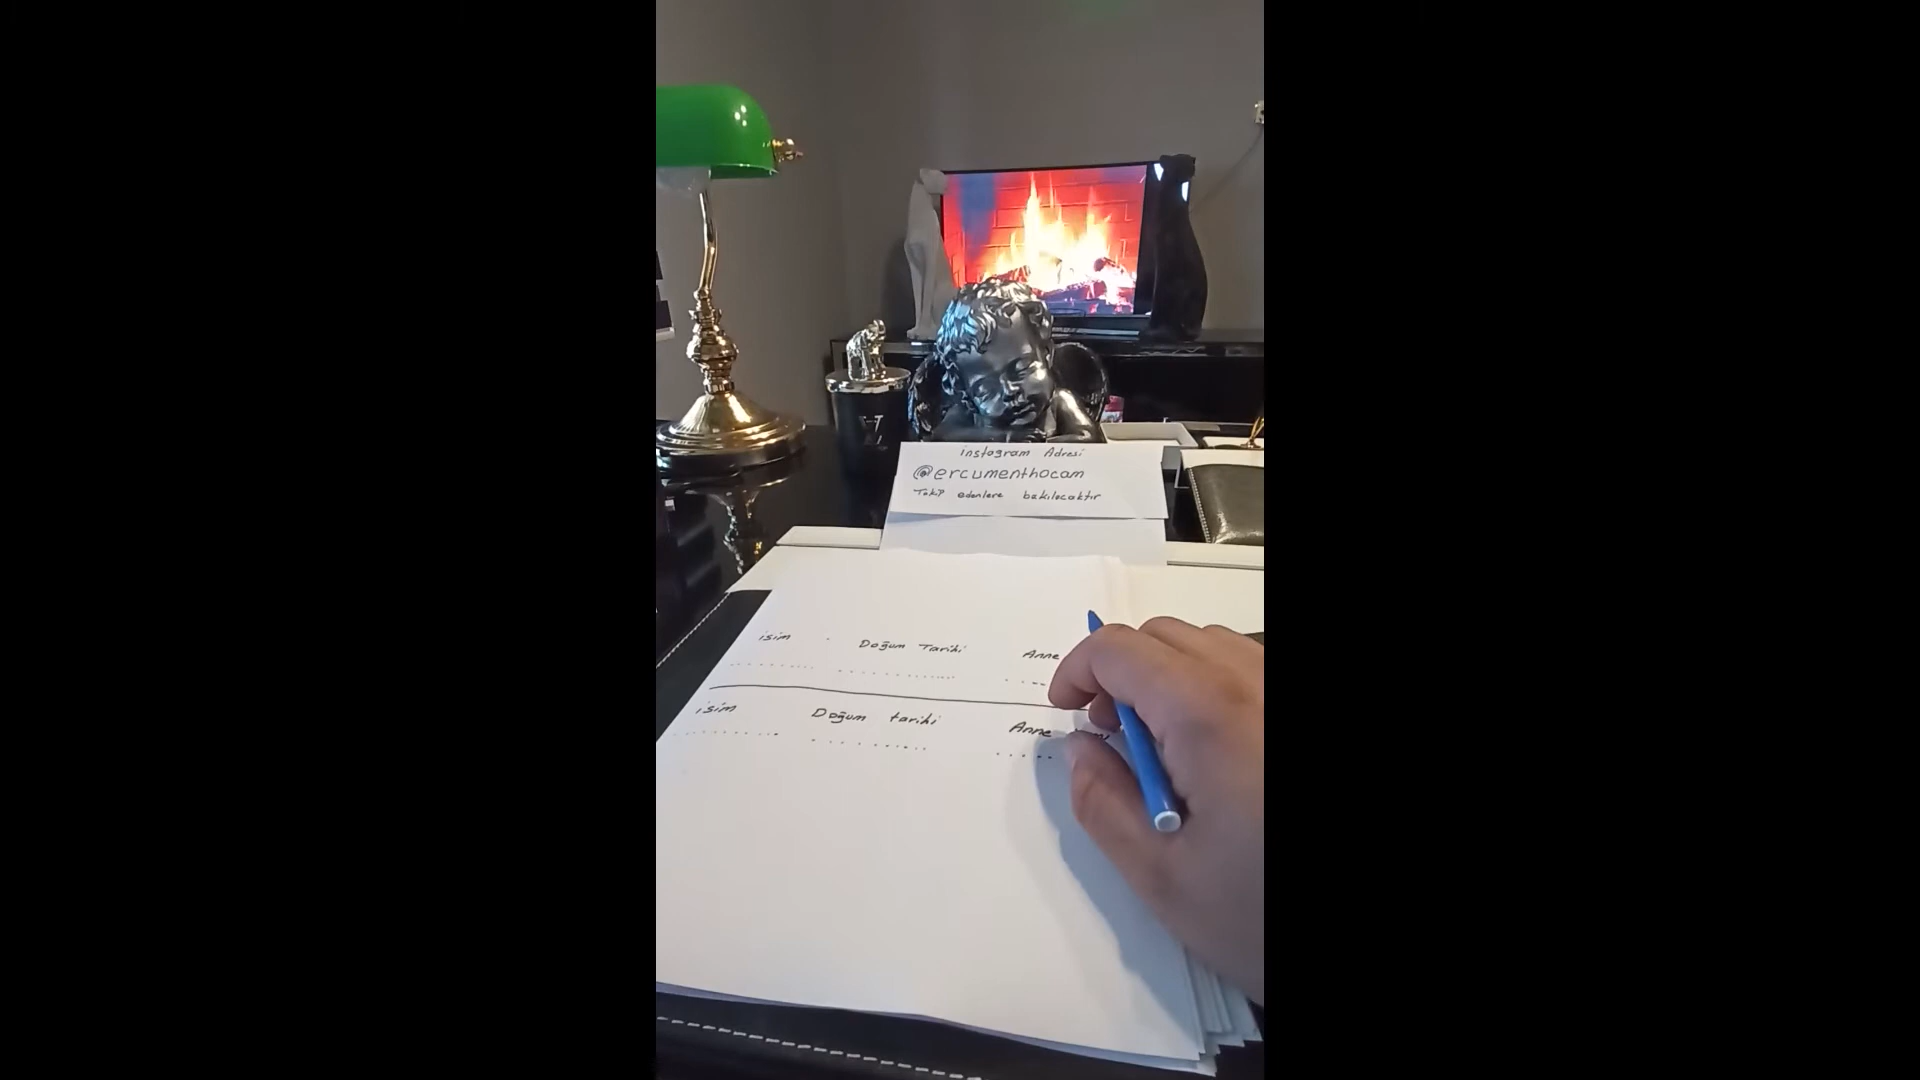 instagram Adresi
@ercumenthocam
Takip edenlere bakılacaktır
isim Doğum Tarihi Anne
isim Doğum tarihi Anne